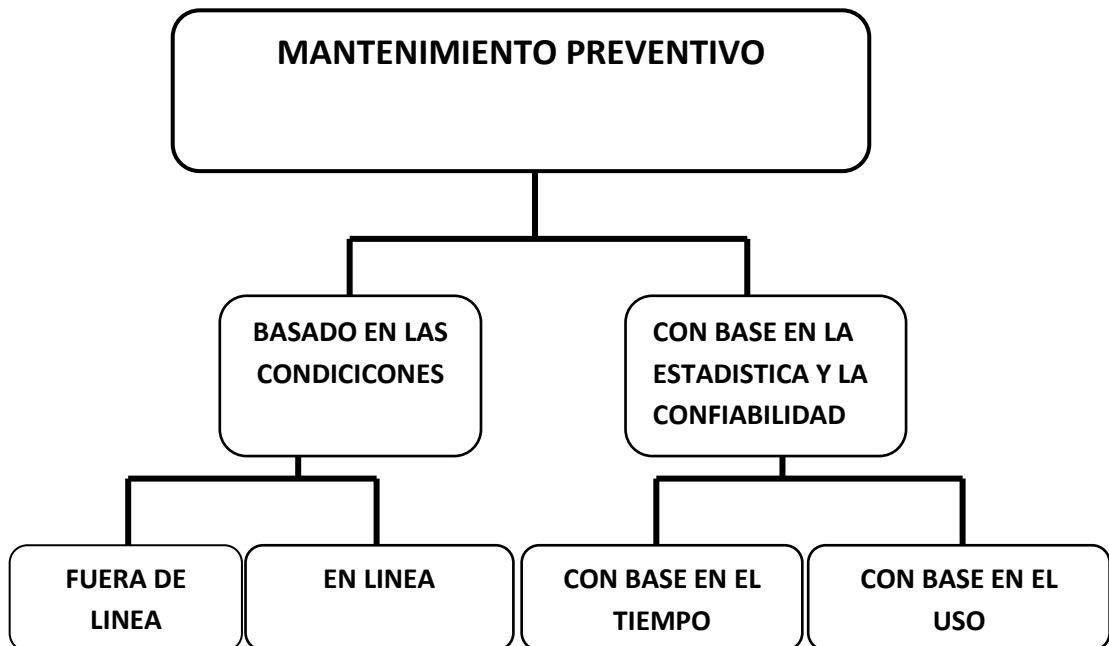 MANTENIMIENTO PREVENTIVO
BASADO EN LAS
CONDICICONES
CON BASE EN LA
ESTADISTICA Y LA
CONFIABILIDAD
FUERA DE
LINEA
EN LINEA
CON BASE EN EL
TIEMPO
CON BASE EN EL
USO